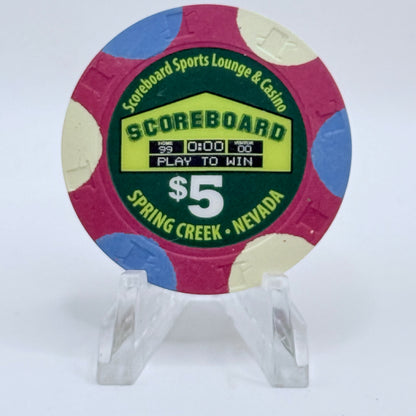 Scoreboard Sports Lounge & Casino
SCOREBOARD
HOME 0:00 VISITOR
99 00
PLAY TO WIN
$5
SPRING CREEK • NEVADA